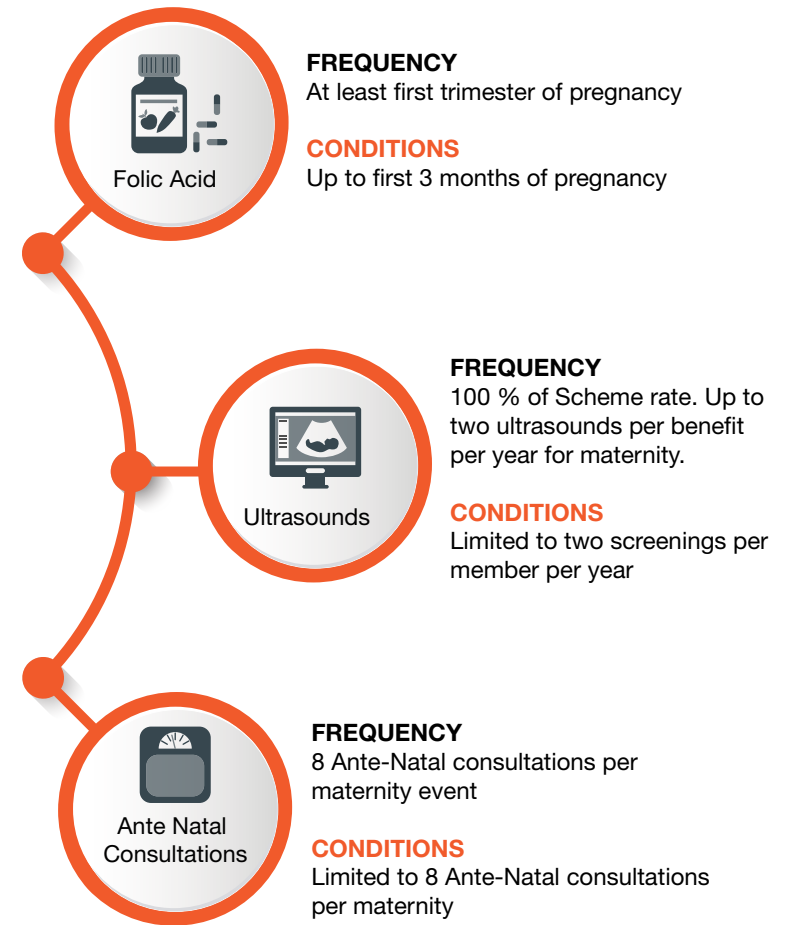 Folic Acid
FREQUENCY
At least first trimester of pregnancy
CONDITIONS
Up to first 3 months of pregnancy
Ultrasounds
FREQUENCY
100 % of Scheme rate. Up to
two ultrasounds per benefit
per year for maternity.
CONDITIONS
Limited to two screenings per
member per year
Ante Natal
Consultations
FREQUENCY
8 Ante-Natal consultations per
maternity event
CONDITIONS
Limited to 8 Ante-Natal consultations
per maternity